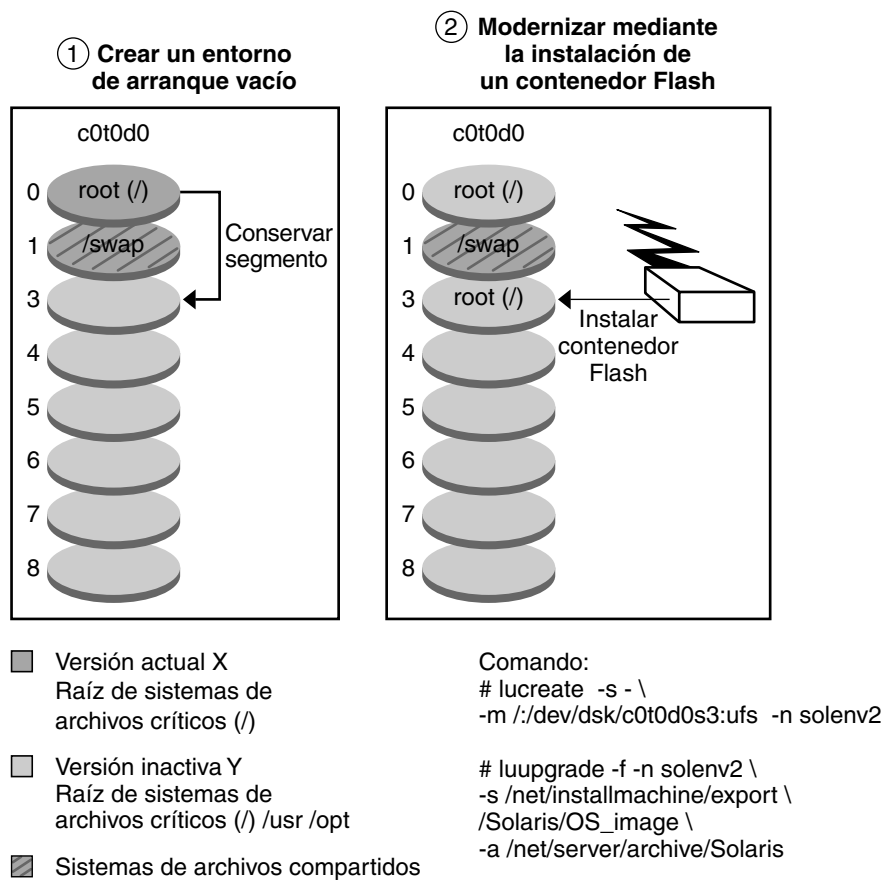 1 Crear un entorno
de arranque vacío
c0t0d0
0 root (/)
1 /swap
Conservar
segmento
3
4
5
6
7
8
2 Modernizar mediante
la instalación de
un contenedor Flash
c0t0d0
0 root (/)
1 /swap
3 root (/)
Instalar
contenedor
Flash
4
5
6
7
8
Versión actual X
Raíz de sistemas de
archivos críticos (/)
Versión inactiva Y
Raíz de sistemas de
archivos críticos (/) /usr /opt
Sistemas de archivos compartidos
Comando:
# lucreate -s - \
-m /:/dev/dsk/c0t0d0s3:ufs -n solenv2
# luupgrade -f -n solenv2 \
-s /net/installmachine/export \
/Solaris/OS_image \
-a /net/server/archive/Solaris